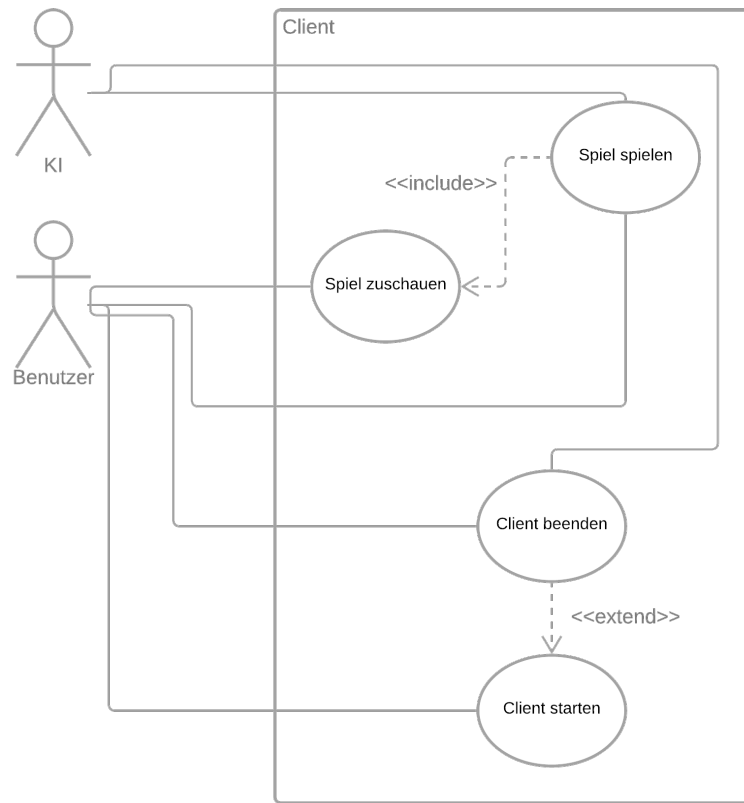 Client
KI
Spiel spielen
<<include>>
Spiel zuschauen
Benutzer
Client beenden
<<extend>>
Client starten